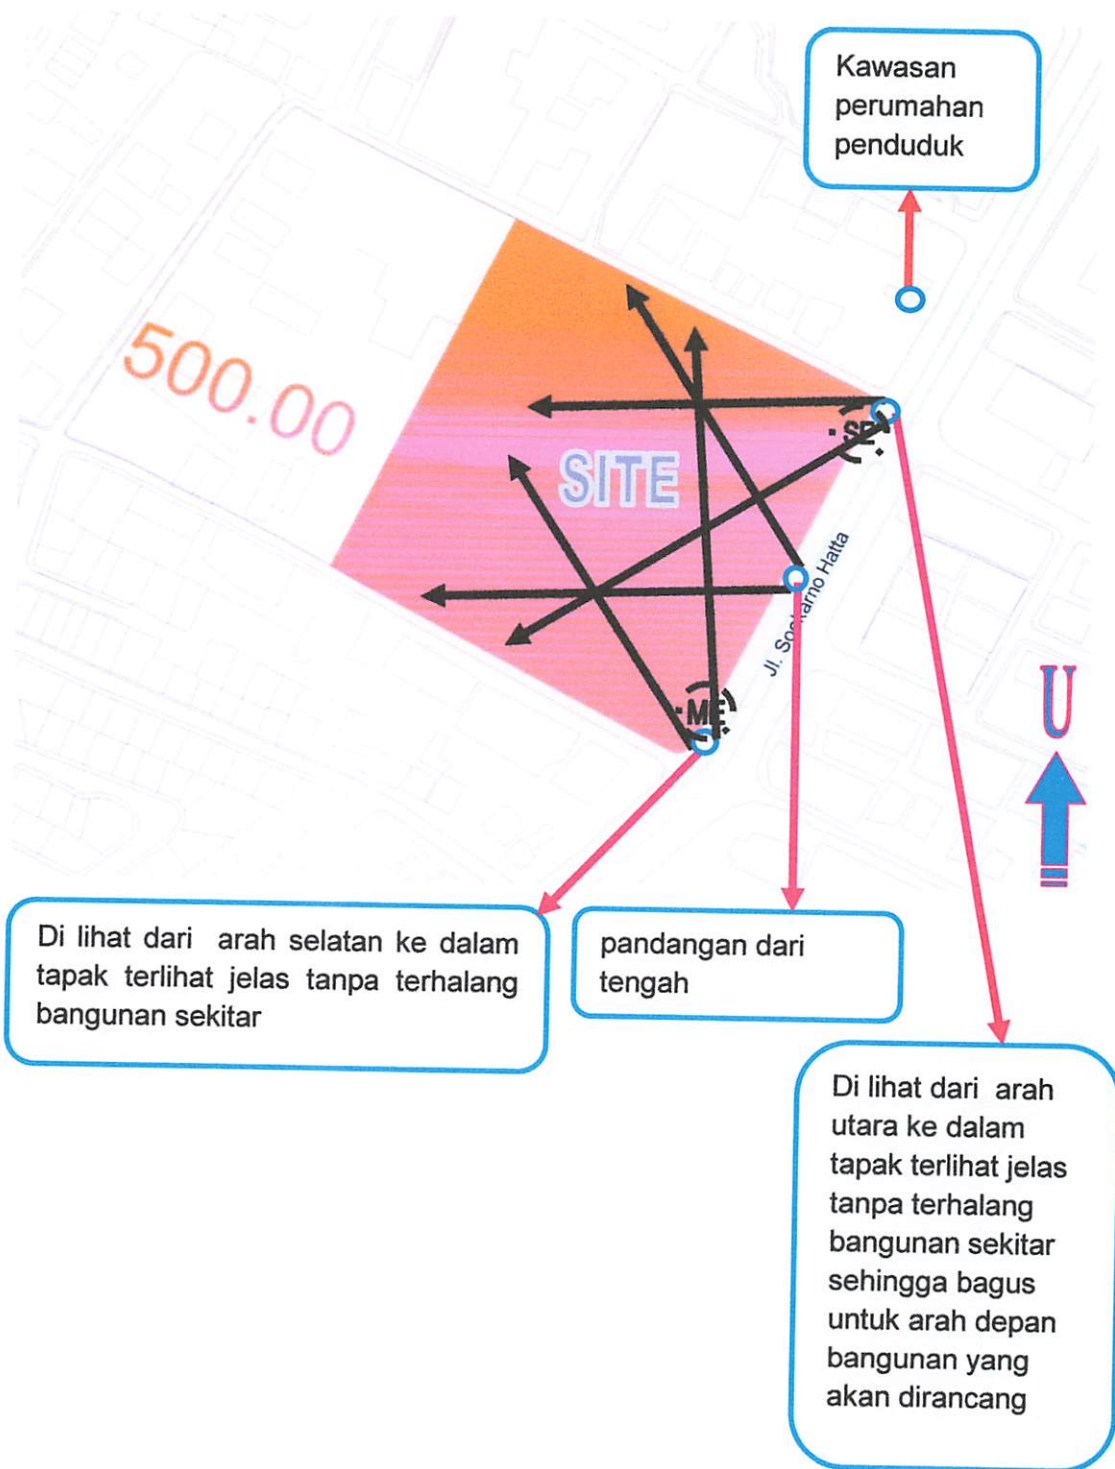 Kawasan
perumahan
penduduk
500.00
SE
SITE
Jl. Soekarno Hatta
ME
U
Di lihat dari arah selatan ke dalam
tapak terlihat jelas tanpa terhalang
bangunan sekitar
pandangan dari
tengah
Di lihat dari arah
utara ke dalam
tapak terlihat jelas
tanpa terhalang
bangunan sekitar
sehingga bagus
untuk arah depan
bangunan yang
akan dirancang